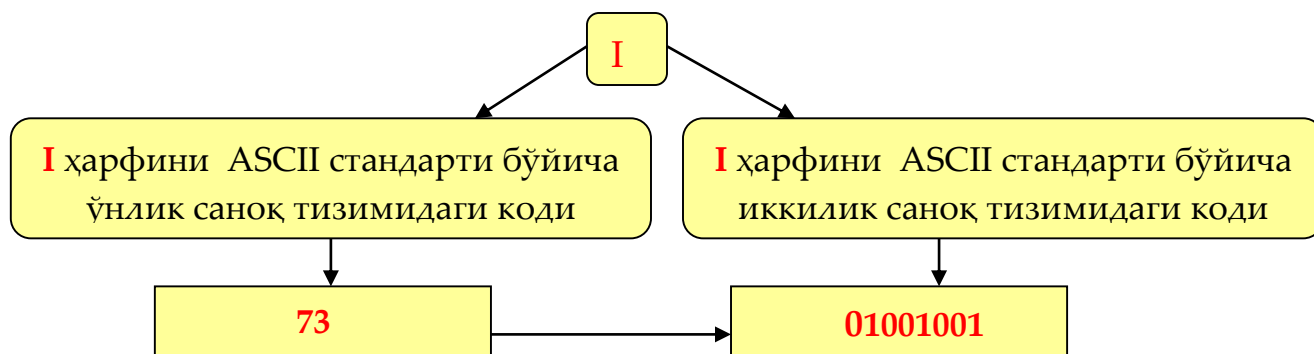 I
I ҳарфини ASCII стандарти бўйича
ўнлик саноқ тизимидаги коди
I ҳарфини ASCII стандарти бўйича
иккилик саноқ тизимидаги коди
73
01001001